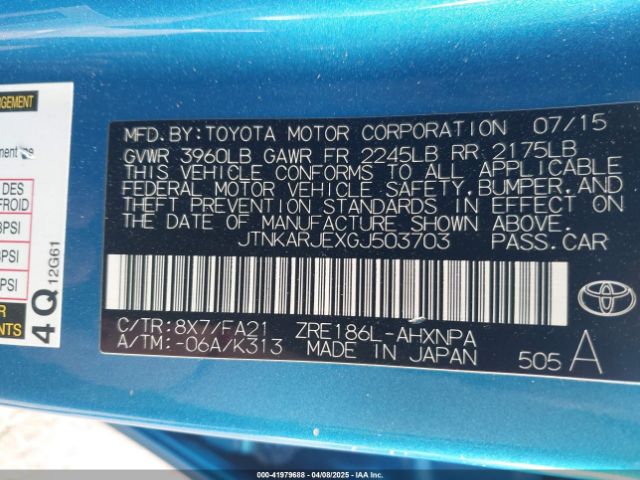 GEMENT
DES
FROID
PSI
PSI
4Q 12G61
MFD.BY:TOYOTA MOTOR CORPORATION 07/15
GVWR 3960LB GAWR FR 2245LB RR 2175LB
THIS VEHICLE CONFORMS TO ALL APPLICABLE
FEDERAL MOTOR VEHICLE SAFETY, BUMPER, AND
THEFT PREVENTION STANDARDS IN EFFECT ON
THE DATE OF MANUFACTURE SHOWN ABOVE.
JTNKARJEXGJ503703 PASS.CAR
C/TR:8X7/FA21 ZRE186L-AHXNPA
A/TM:-06A/K313 MADE IN JAPAN 505 A
TOYOTA
000-41979688 04/08/2025 IAA Inc.